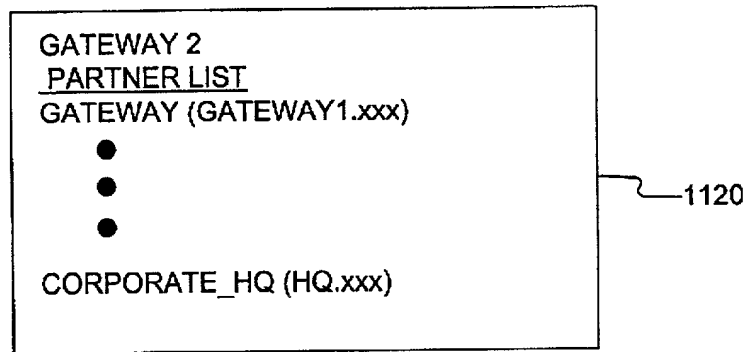 GATEWAY 2
PARTNER LIST
GATEWAY (GATEWAY1.xxx)
1120
CORPORATE_HQ (HQ.xxx)